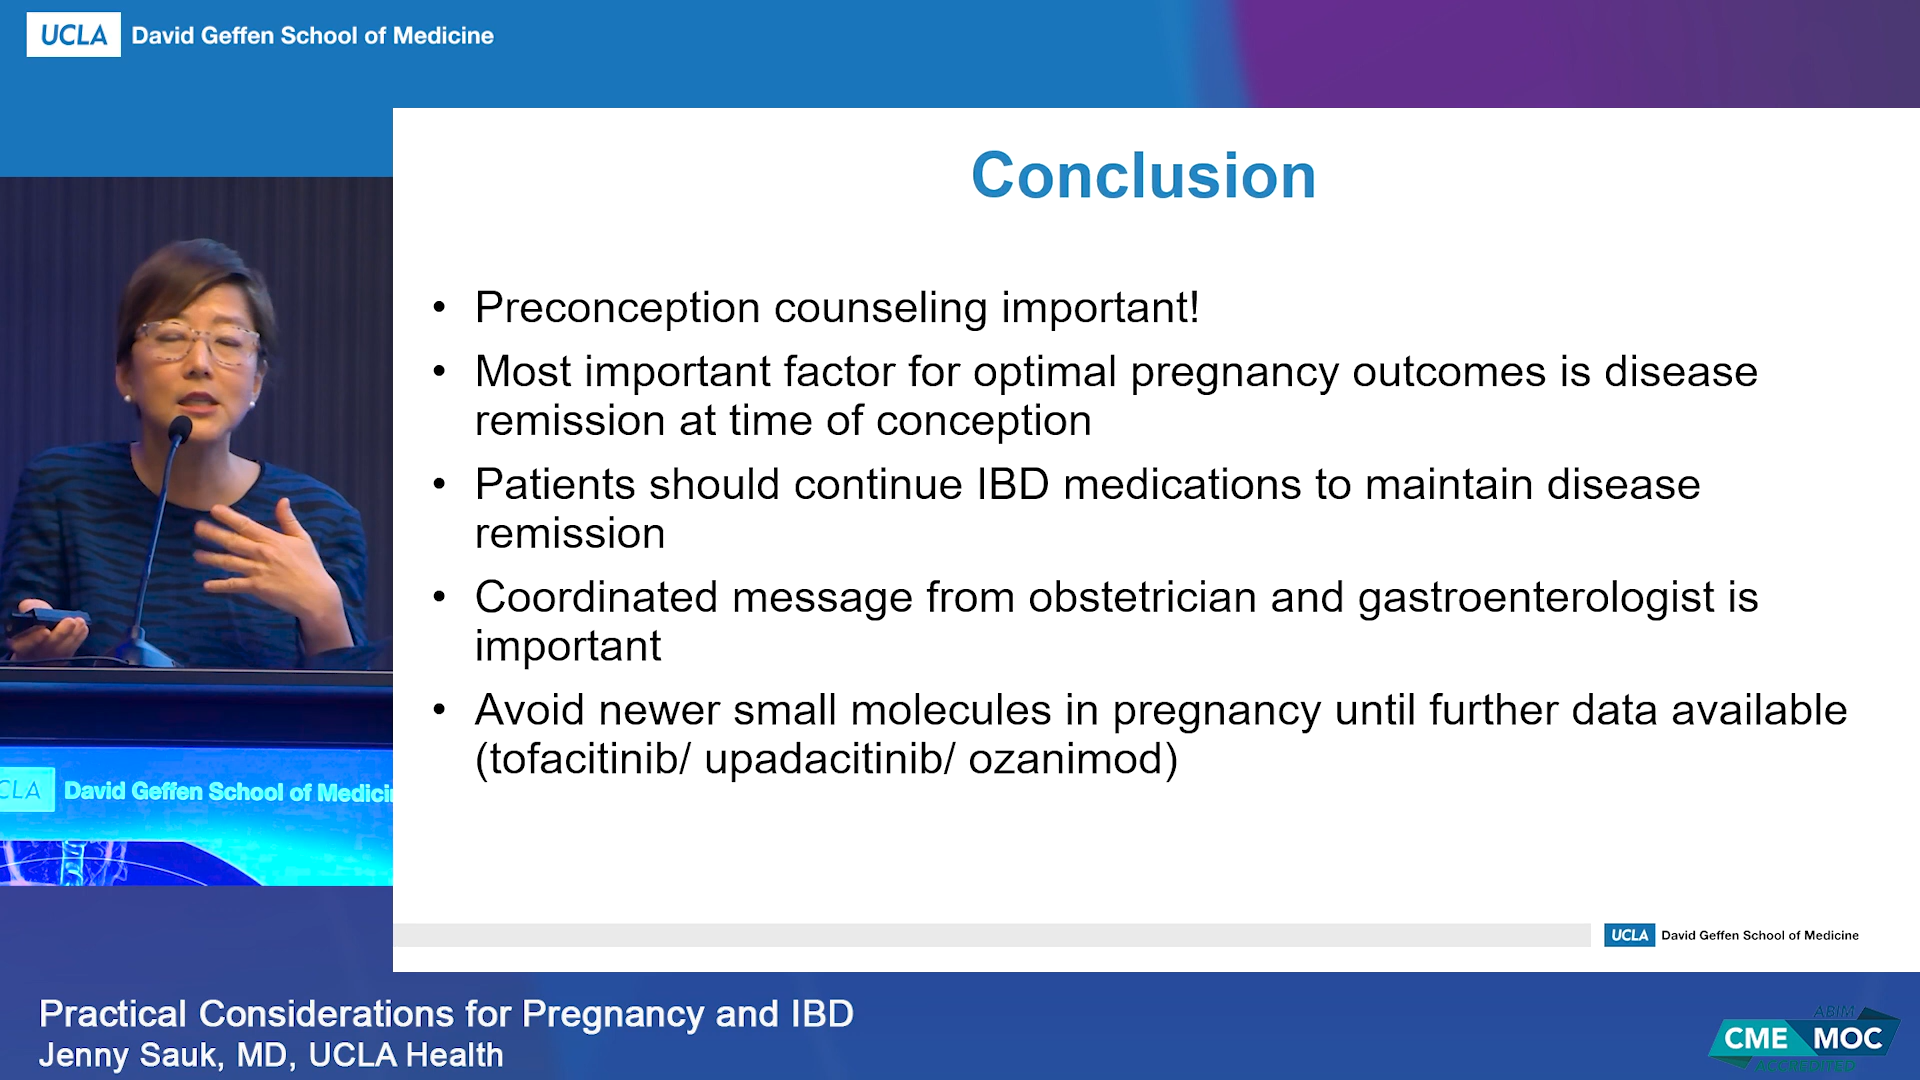 UCLA David Geffen School of Medicine
Conclusion
• Preconception counseling important!
• Most important factor for optimal pregnancy outcomes is disease
remission at time of conception
• Patients should continue IBD medications to maintain disease
remission
• Coordinated message from obstetrician and gastroenterologist is
important
• Avoid newer small molecules in pregnancy until further data available
(tofacitinib/ upadacitinib/ ozanimod)
David Geffen School of
UCLA David Geffen School of Medicine
Practical Considerations for Pregnancy and IBD
Jenny Sauk, MD, UCLA Health
ABIM
CME MOC
ACCREDITED